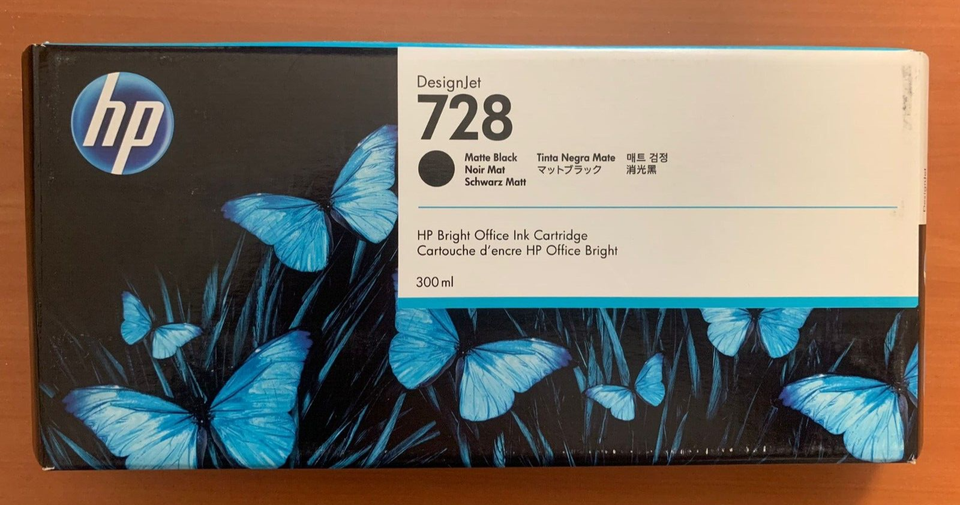 hp
DesignJet
728
Matte Black
Noir Mat
Schwarz Matt
Tinta Negra Mate
マットブラック
매트 검정
消光黒
HP Bright Office Ink Cartridge
Cartouche d'encre HP Office Bright
300 ml